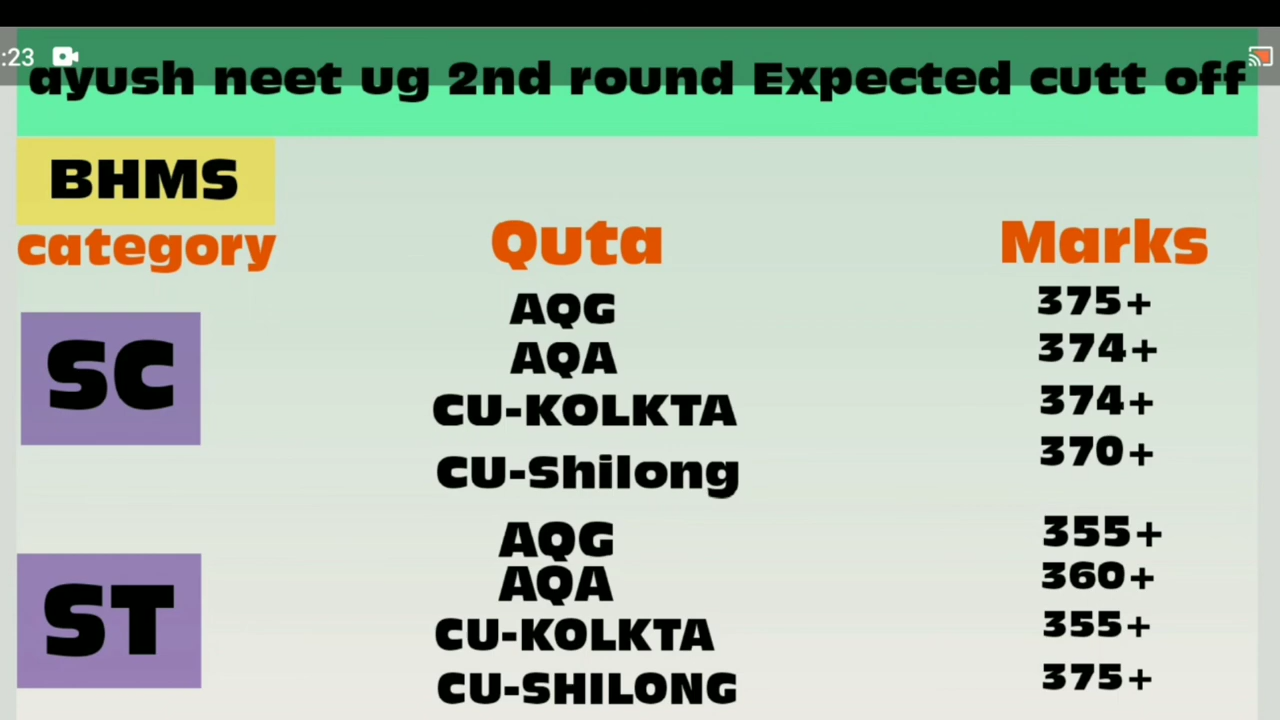 :23
ayush neet ug 2nd round Expected cutt off
BHMS
category Quta Marks
SC
AQG 375+
AQA 374+
CU-KOLKTA 374+
CU-Shilong 370+
ST
AQG 355+
AQA 360+
CU-KOLKTA 355+
CU-SHILONG 375+